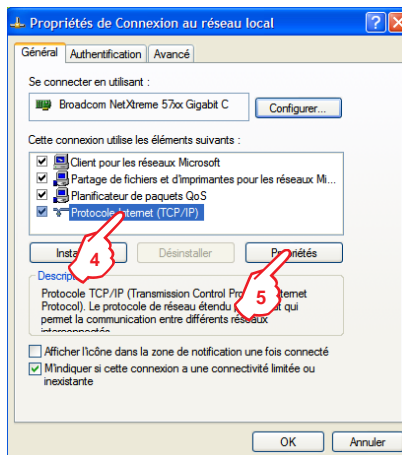 Propriétés de Connexion au réseau local
Général Authentification Avancé
Se connecter en utilisant :
Broadcom NetXtreme 57xx Gigabit C Configurer...
Cette connexion utilise les éléments suivants :
Client pour les réseaux Microsoft
Partage de fichiers et d'imprimantes pour les réseaux Mi...
Planificateur de paquets QoS
Protocole Internet (TCP/IP)
4
Désinstaller Propriétés
5
Protocole TCP/IP (Transmission Control
Protocol). Le protocole de réseau étendu qui
permet la communication entre différents réseaux
interconnectés
Afficher l'icône dans la zone de notification une fois connecté
M'indiquer si cette connexion a une connectivité limitée ou
inexistante
OK Annuler